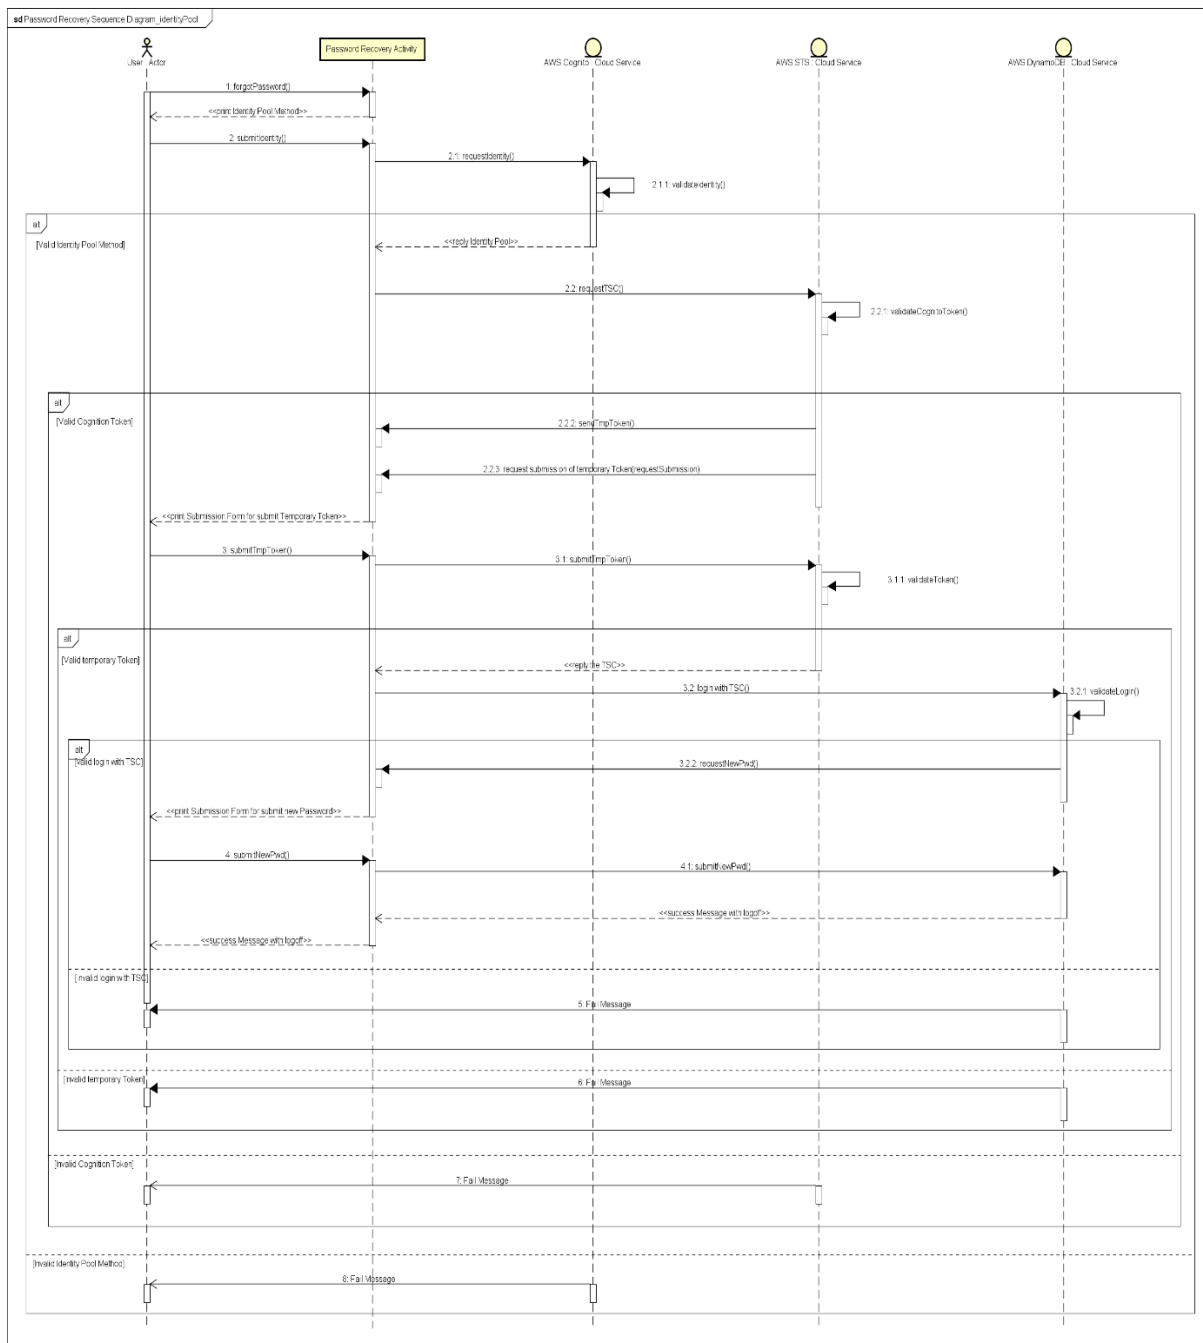 sd Password Recovery Sequence Diagram_identityPool
User : Actor
Password Recovery Activity
AWS Cognito : Cloud Service
AWS STS : Cloud Service
AWS DynamoDB : Cloud Service
1: forgotPassword()
<<print Identity Pool Method>>
2: submitIdentity()
2.1: requestIdentity()
2.1.1: validateIdentity()
alt
[Valid Identity Pool Method]
<<reply Identity Pool>>
2.2: requestTSC()
2.2.1: validateCognitoToken()
alt
[Valid Cognition Token]
2.2.2: sendTmpToken()
2.2.3: request submission of temporary Token(requestSubmission)
<<print Submission Form for submit Temporary Token>>
3: submitTmpToken()
3.1: submitTmpToken()
3.1.1: validateToken()
alt
[Valid temporary Token]
<<reply the TSC>>
3.2: login with TSC()
3.2.1: validateLogin()
alt
[Valid login with TSC]
3.2.2: requestNewPwd()
<<print Submission Form for submit new Password>>
4: submitNewPwd()
4.1: submitNewPwd()
<<success Message with logoff>>
<<success Message with logoff>>
[Invalid login with TSC]
5: Fail Message
[Invalid temporary Token]
6: Fail Message
[Invalid Cognition Token]
7: Fail Message
[Invalid Identity Pool Method]
8: Fail Message